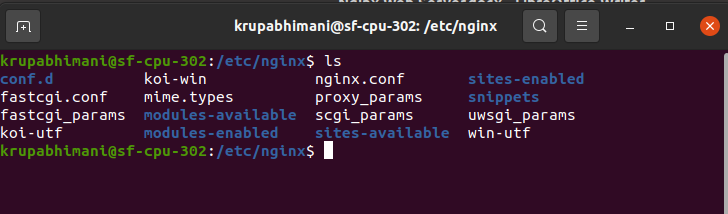 krupabhimani@sf-cpu-302: /etc/nginx
krupabhimani@sf-cpu-302:/etc/nginx$ ls
conf.d koi-win nginx.conf sites-enabled
fastcgi.conf mime.types proxy_params snippets
fastcgi_params modules-available scgi_params uwsgi_params
koi-utf modules-enabled sites-available win-utf
krupabhimani@sf-cpu-302:/etc/nginx$